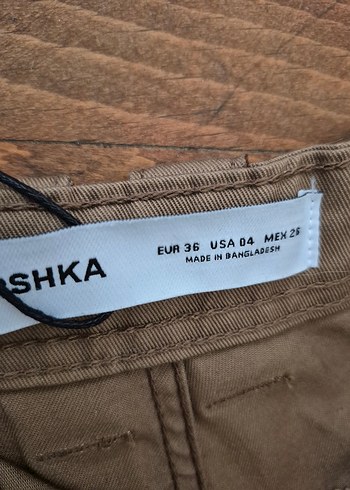 SHKA
EUR 36 USA 04 MEX 26
MADE IN BANGLADESH